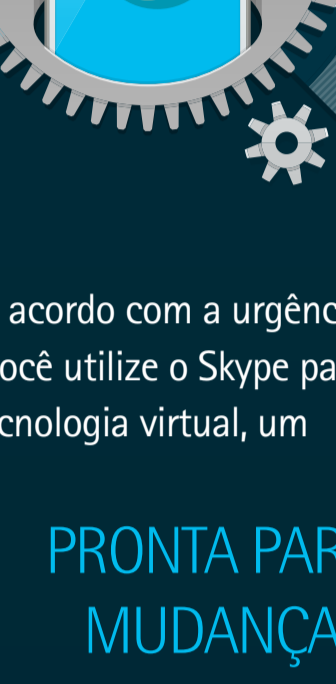 acordo com a urgênc
ocê utilize o Skype pa
cnologia virtual, um
PRONTA PAR
MUDANÇA